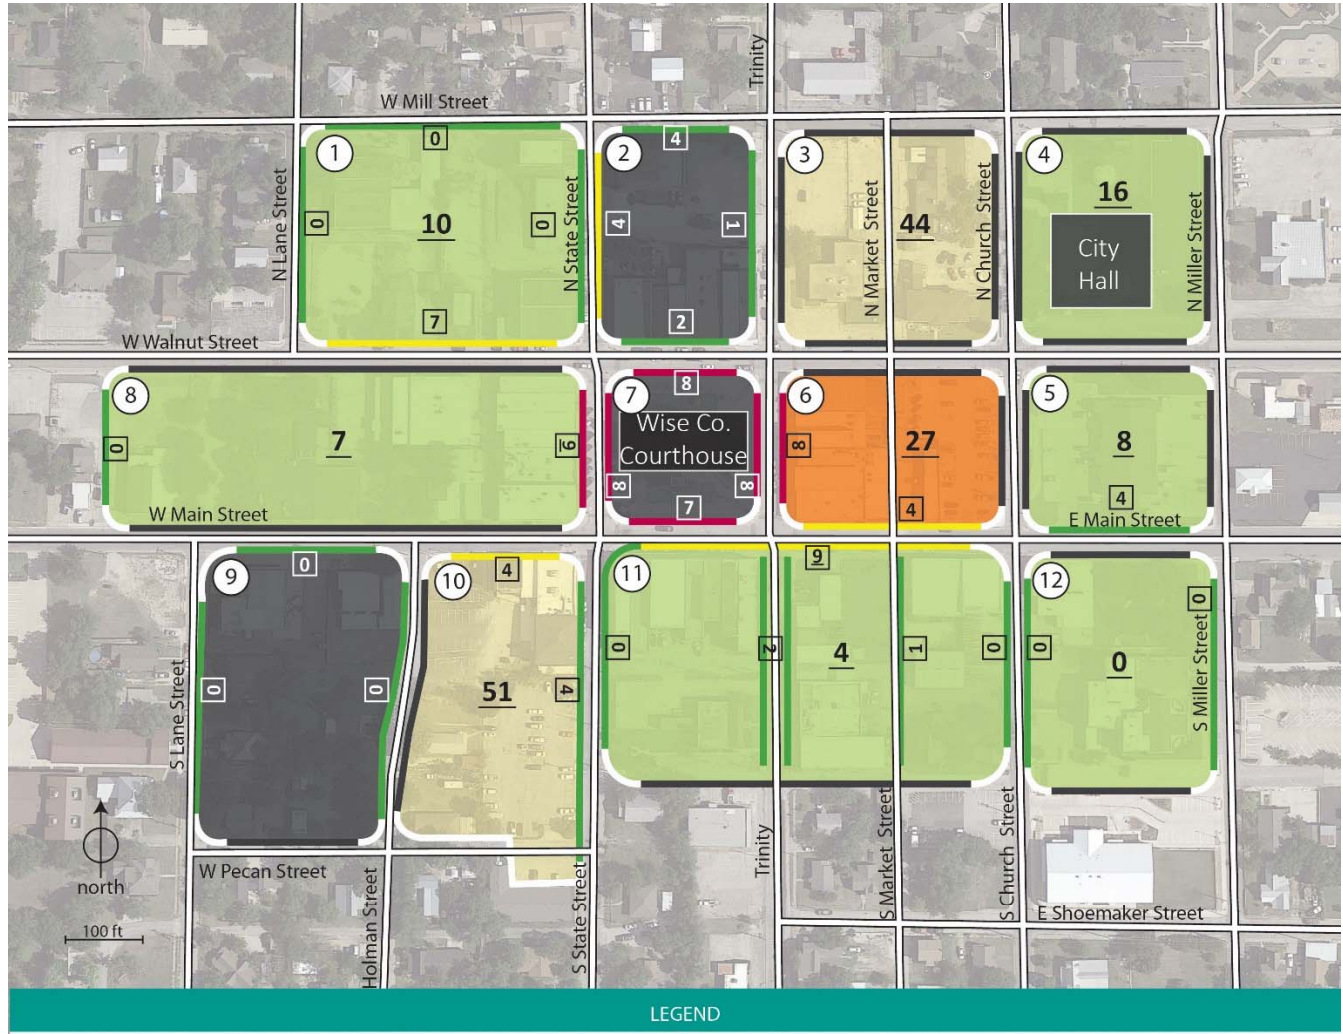 W Mill Street
Trinity
1
0
2
4
3
4
N Lane Street
0
10
0
N State Street
4
1
N Market Street
44
N Church Street
16
City
Hall
N Miller Street
7
2
W Walnut Street
8
0
7
9
7
8
Wise Co.
Courthouse
8
8
7
6
8
27
4
5
8
4
W Main Street
E Main Street
9
0
10
4
11
9
12
S Lane Street
0
0
51
4
0
2
4
1
0
0
0
0
S Miller Street
north
100 ft
W Pecan Street
Holman Street
S State Street
Trinity
S Market Street
S Church Street
E Shoemaker Street
LEGEND